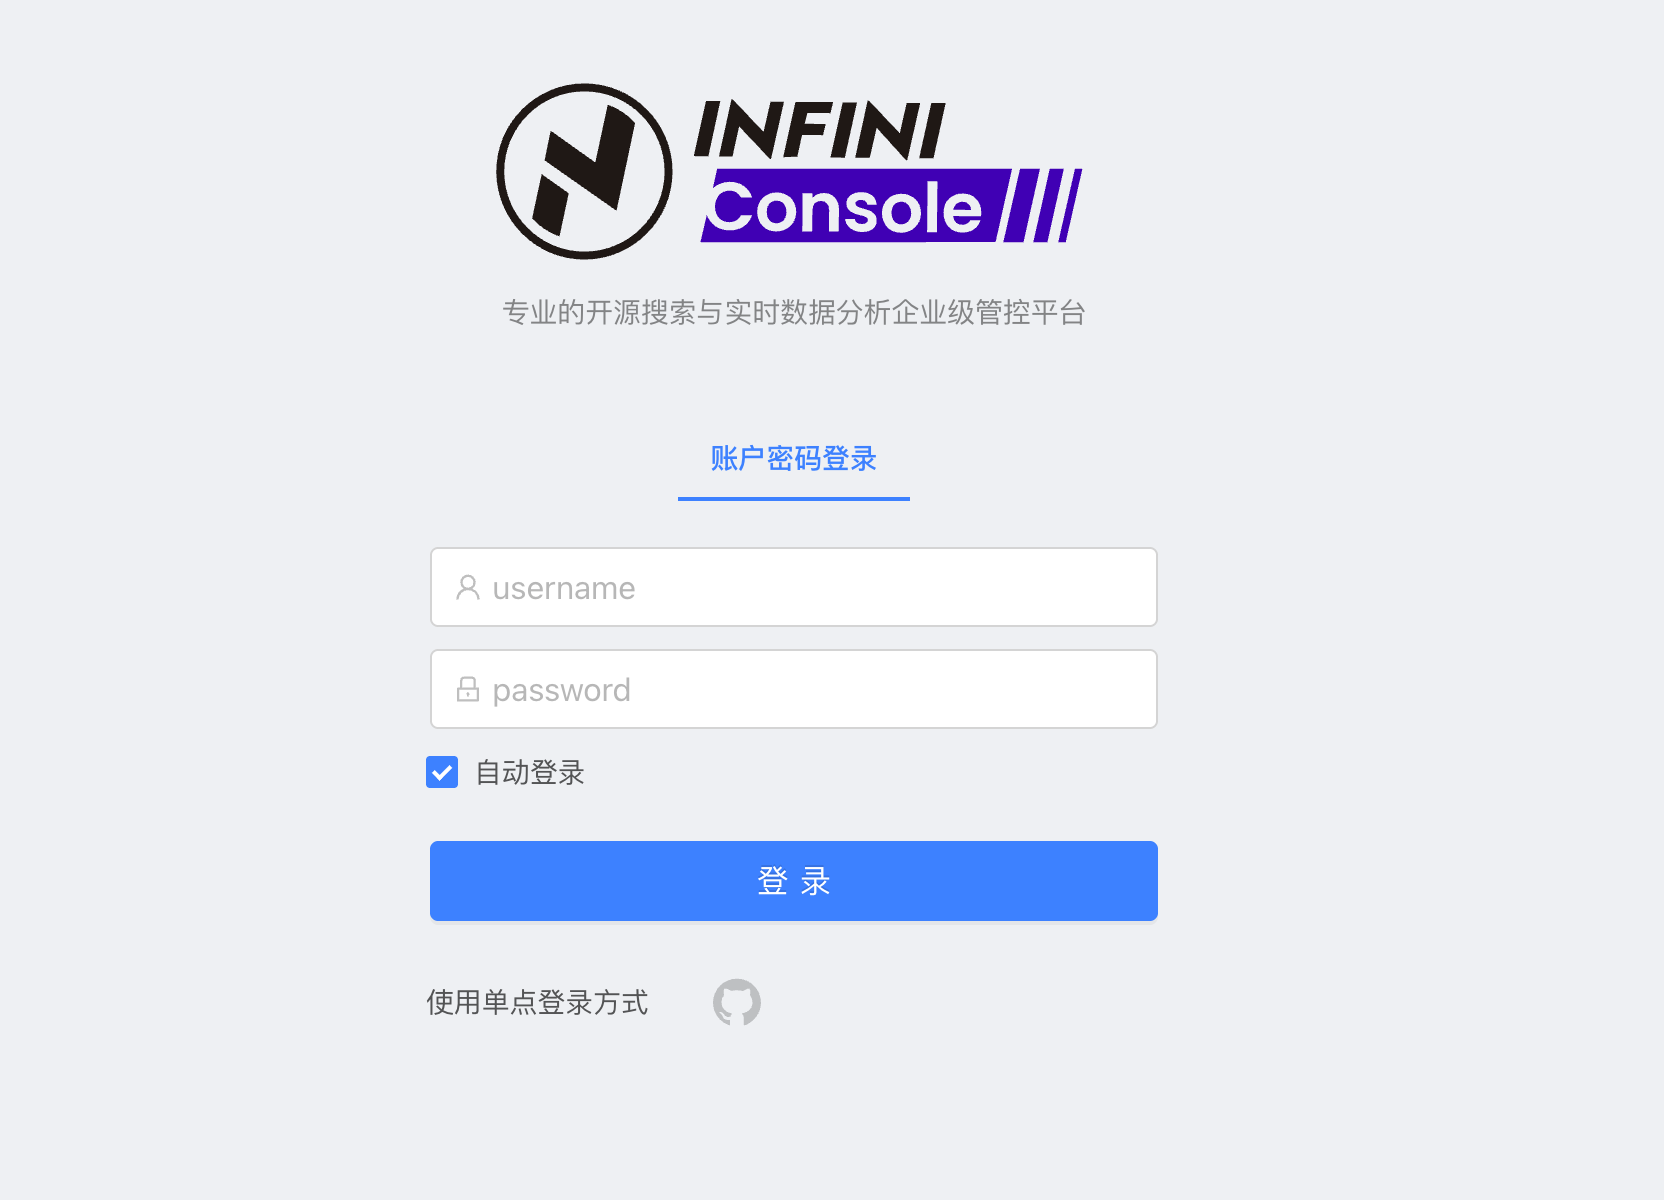 INFINI
Console
专业的开源搜索与实时数据分析企业级管控平台
账户密码登录
username
password
自动登录
登 录
使用单点登录方式